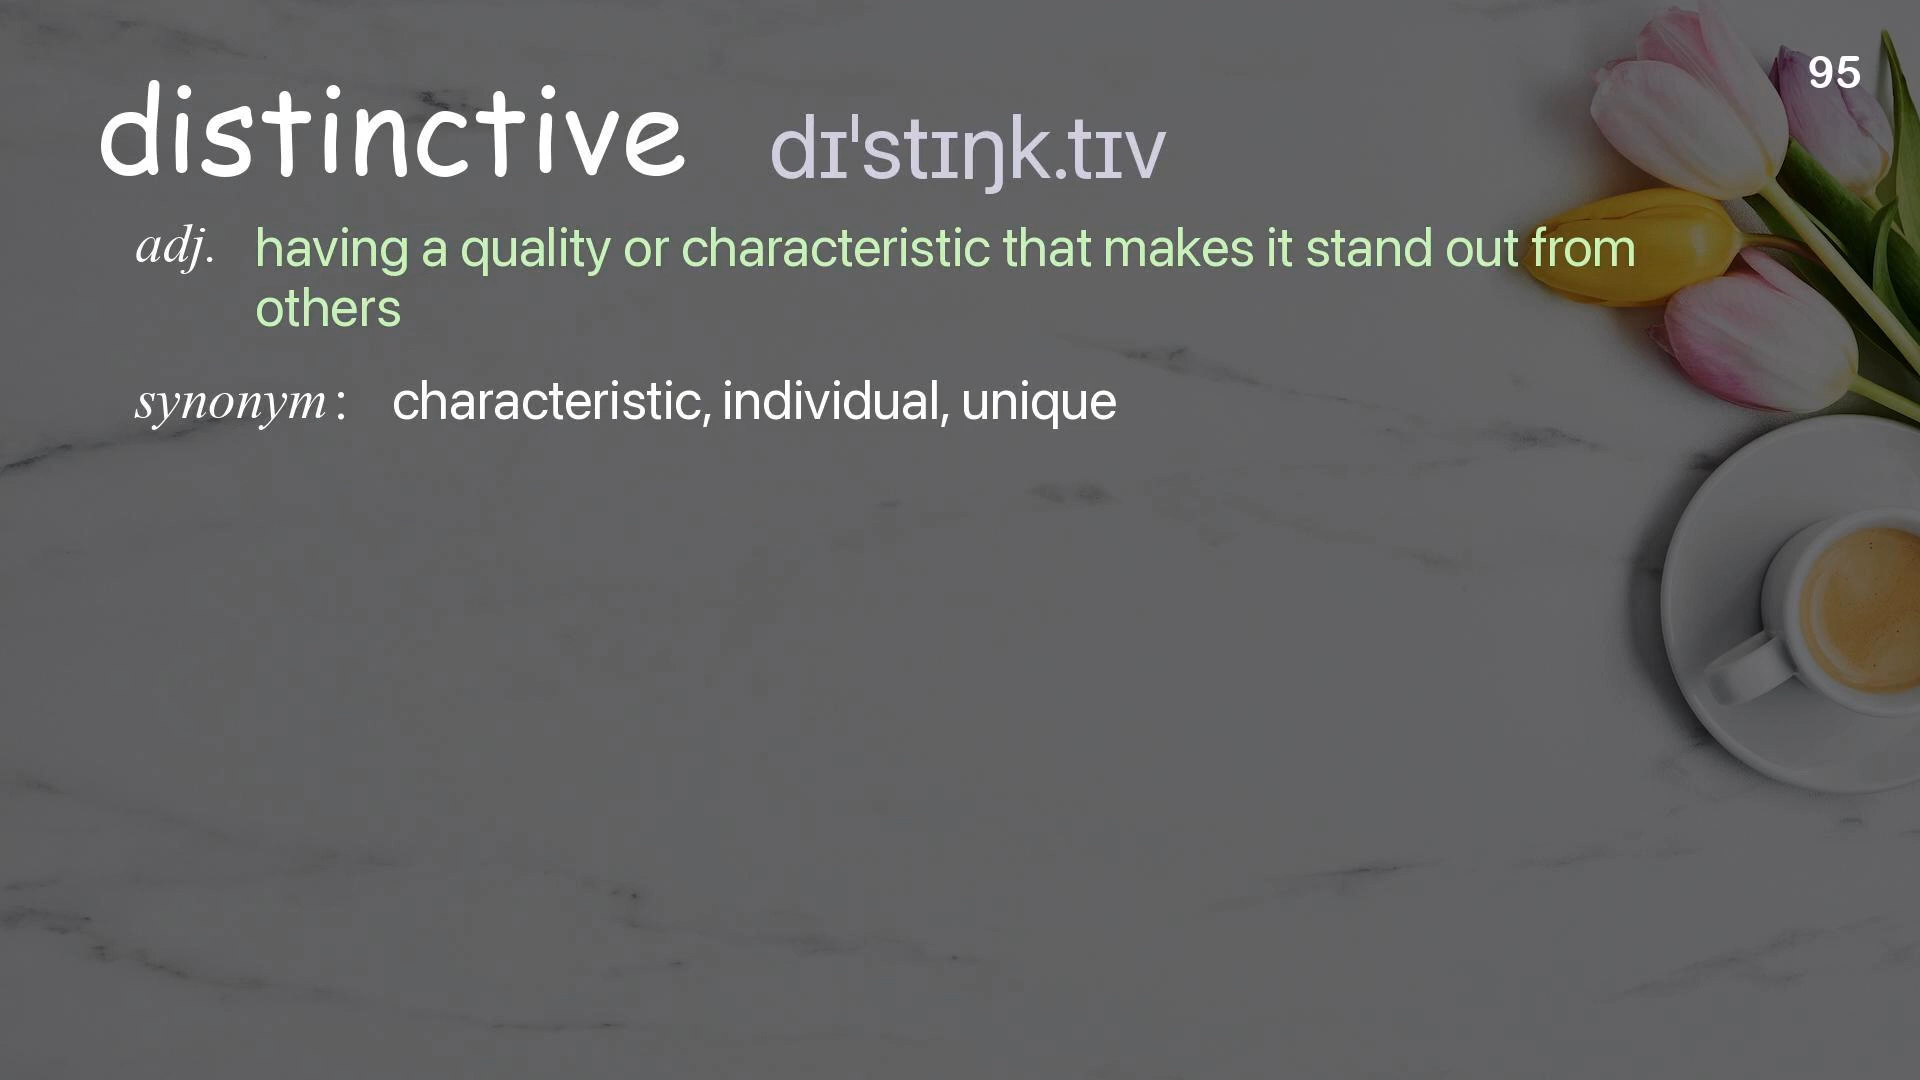 95
distinctive dɪˈstɪŋk.tɪv
adj. having a quality or characteristic that makes it stand out from
others
synonym: characteristic, individual, unique